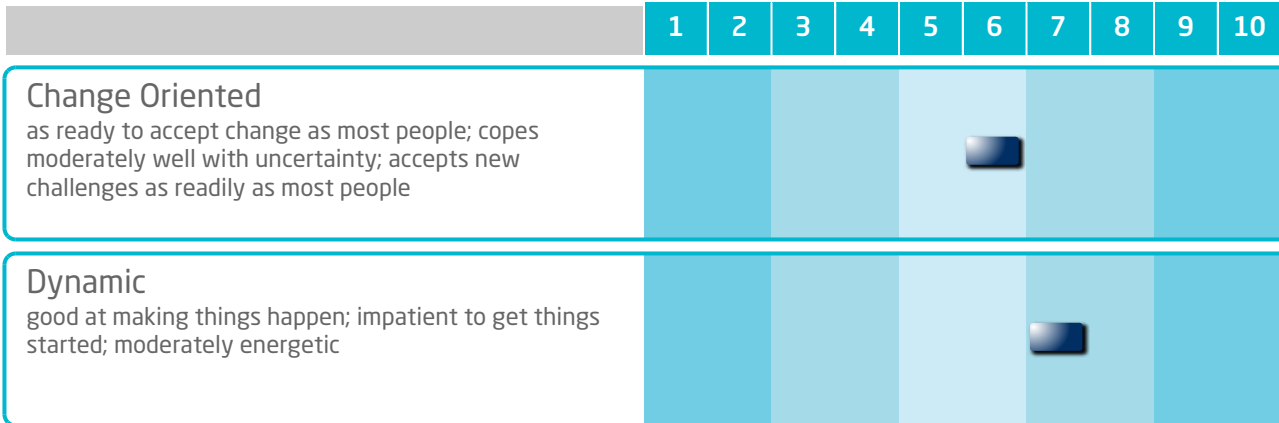 1 2 3 4 5 6 7 8 9 10
Change Oriented
as ready to accept change as most people; copes
moderately well with uncertainty; accepts new
challenges as readily as most people
Dynamic
good at making things happen; impatient to get things
started; moderately energetic